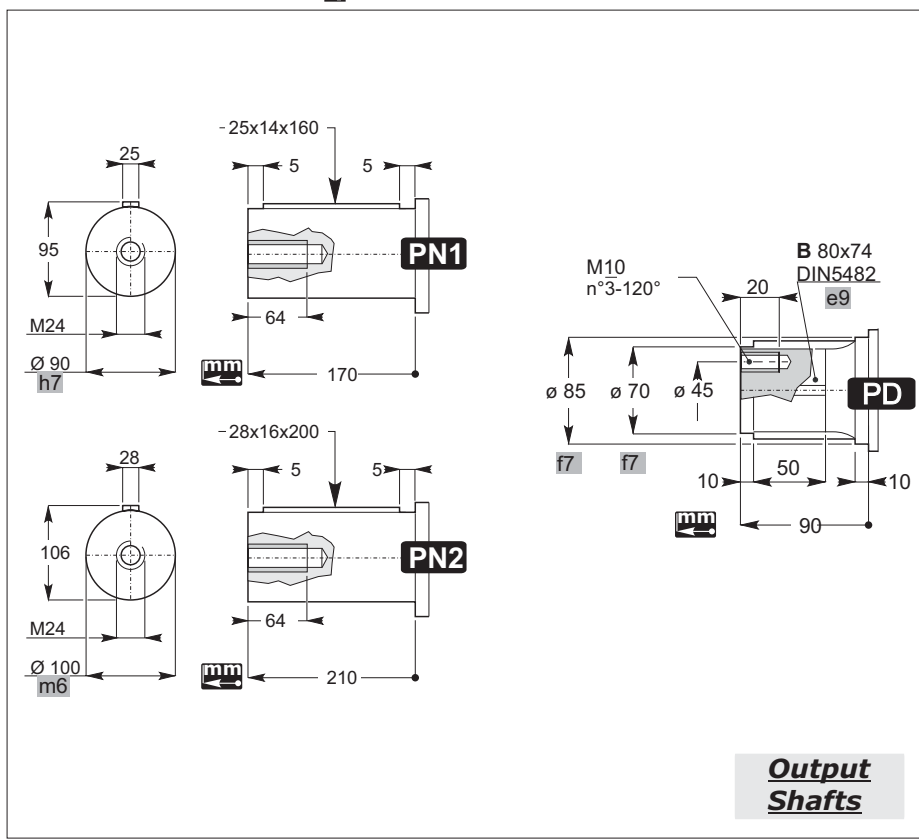 25x14x160
25
5
5
95
PN1
M24
64
Ø 90
h7
mm
170
28x16x200
28
5
5
106
PN2
M24
64
Ø 100
m6
mm
210
M10
n°3-120°
20
B 80x74
DIN5482
e9
ø 85
ø 70
ø 45
PD
f7
f7
10
50
10
mm
90
Output
Shafts